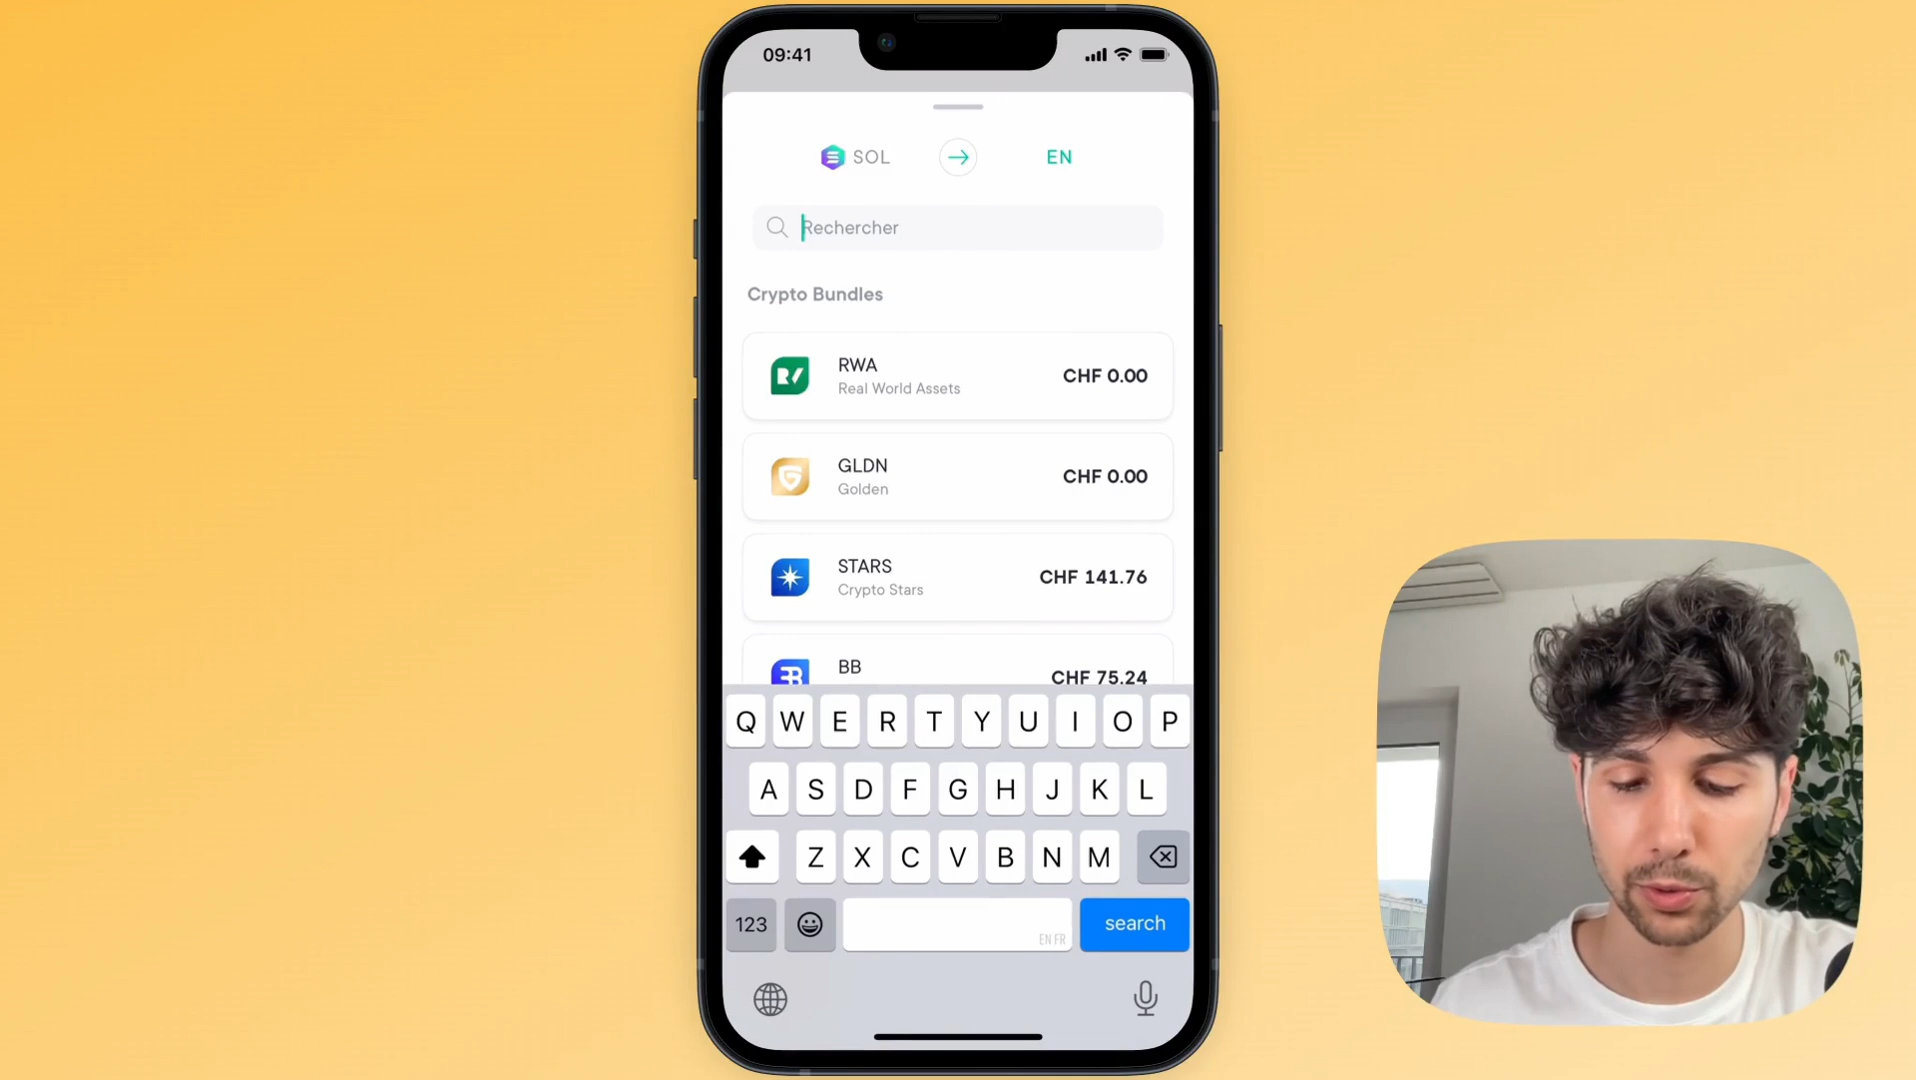 09:41
SOL
EN
Rechercher
Crypto Bundles
RWA
Real World Assets
CHF 0.00
GLDN
Golden
CHF 0.00
STARS
Crypto Stars
CHF 141.76
BB
CHF 75.24
Q W E R T Y U I O P
A S D F G H J K L
Z X C V B N M
123
EN FR
search